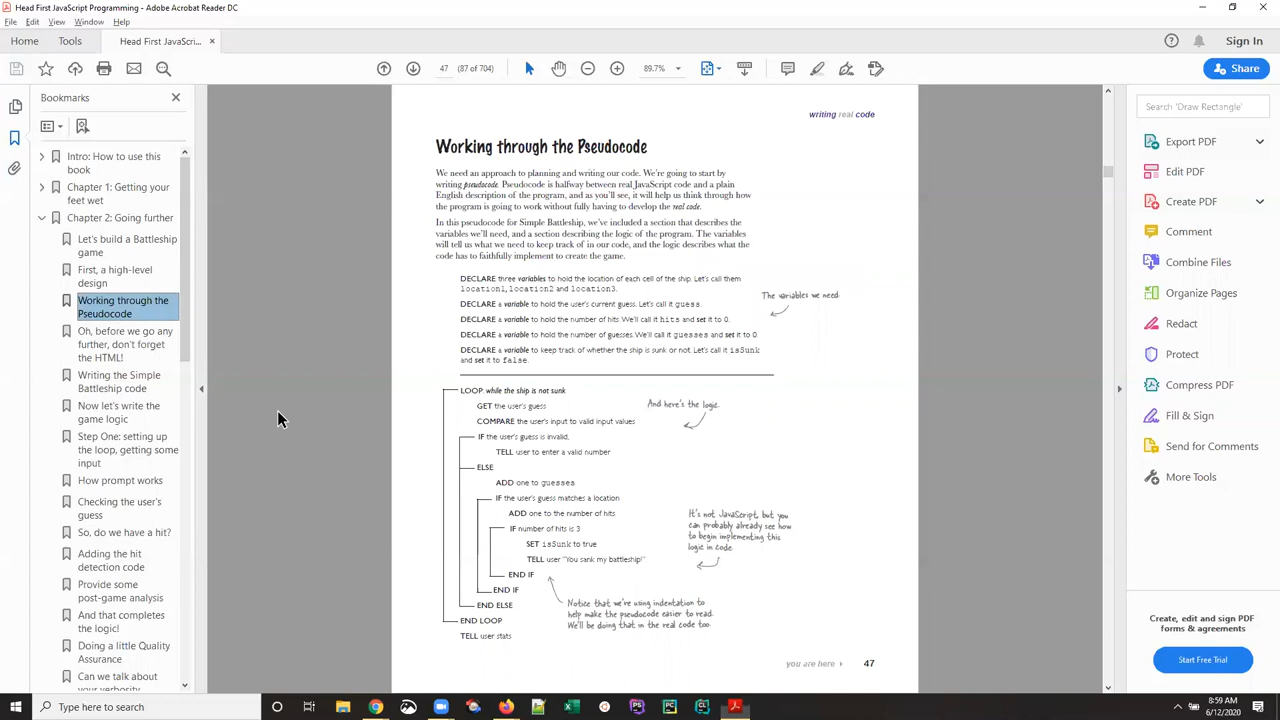 Head First JavaScript Programming - Adobe Acrobat Reader DC
File Edit View Window Help
Home Tools Head First JavaScri... ×
Sign In
47 (87 of 704) 89.7%
Share
Bookmarks
Intro: How to use this
book
Chapter 1: Getting your
feet wet
Chapter 2: Going further
Let's build a Battleship
game
First, a high-level
design
Working through the
Pseudocode
Oh, before we go any
further, don't forget
the HTML!
Writing the Simple
Battleship code
Now let's write the
game logic
Step One: setting up
the loop, getting some
input
How prompt works
Checking the user's
guess
So, do we have a hit?
Adding the hit
detection code
Provide some
post-game analysis
And that completes
the logic!
Doing a little Quality
Assurance
Can we talk about
your verbosity
writing real code
Working through the Pseudocode
We need an approach to planning and writing our code. We're going to start by
writing pseudocode. Pseudocode is halfway between real JavaScript code and a plain
English description of the program, and as you'll see, it will help us think through how
the program is going to work without fully having to develop the real code.
In this pseudocode for Simple Battleship, we've included a section that describes the
variables we'll need, and a section describing the logic of the program. The variables
will tell us what we need to keep track of in our code, and the logic describes what the
code has to faithfully implement to create the game.
DECLARE three variables to hold the location of each cell of the ship. Let's call them
location1, location2 and location3.
DECLARE a variable to hold the user's current guess. Let's call it guess.
DECLARE a variable to hold the number of hits. We'll call it hits and set it to 0.
DECLARE a variable to hold the number of guesses. We'll call it guesses and set it to 0.
DECLARE a variable to keep track of whether the ship is sunk or not. Let's call it isSunk
and set it to false.
The variables we need.
LOOP: while the ship is not sunk
GET the user's guess
COMPARE the user's input to valid input values
IF the user's guess is invalid,
TELL user to enter a valid number
ELSE
ADD one to guesses
IF the user's guess matches a location
ADD one to the number of hits
IF number of hits is 3
SET isSunk to true
TELL user "You sank my battleship!"
END IF
END IF
END ELSE
END LOOP
TELL user stats
And here's the logic.
It's not JavaScript, but you
can probably already see how
to begin implementing this
logic in code.
Notice that we're using indentation to
help make the pseudocode easier to read.
We'll be doing that in the real code too.
you are here 47
Search 'Draw Rectangle'
Export PDF
Edit PDF
Create PDF
Comment
Combine Files
Organize Pages
Redact
Protect
Compress PDF
Fill & Sign
Send for Comments
More Tools
Create, edit and sign PDF
forms & agreements
Start Free Trial
Type here to search
PS PC CL
8:59 AM
6/12/2020